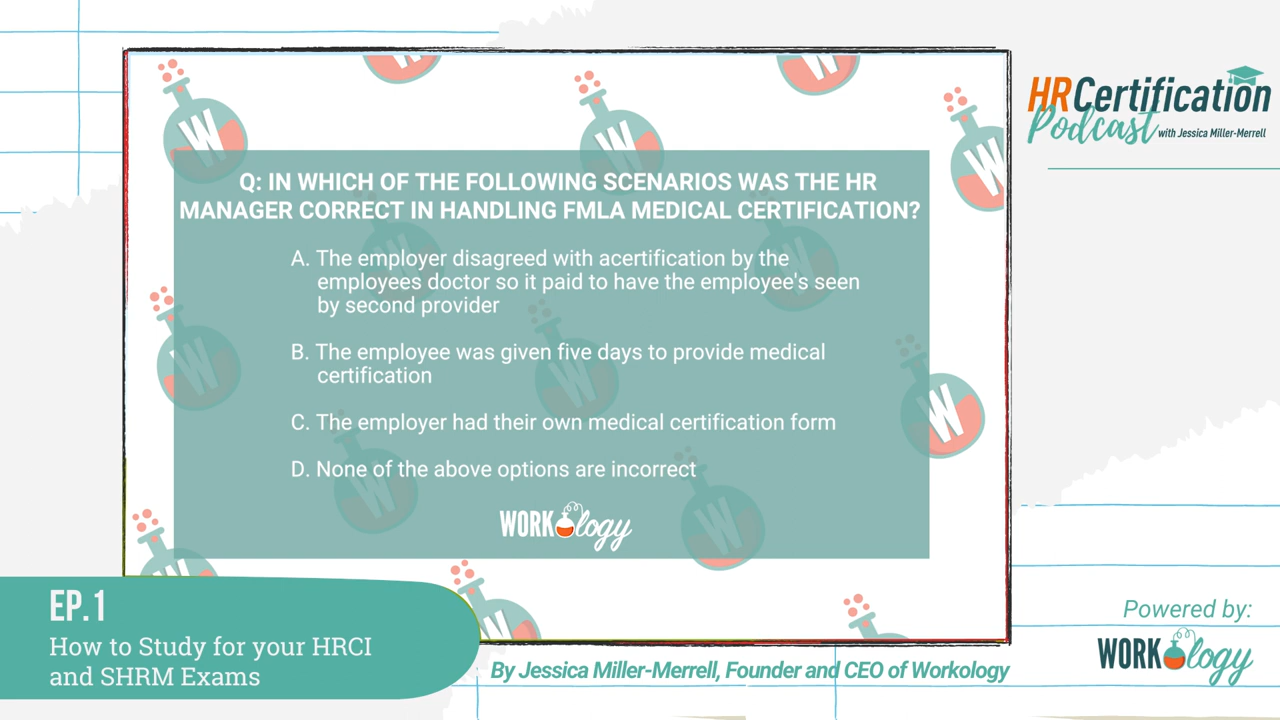 HR Certification
Podcast with Jessica Miller-Merrell
Q: IN WHICH OF THE FOLLOWING SCENARIOS WAS THE HR
MANAGER CORRECT IN HANDLING FMLA MEDICAL CERTIFICATION?
A. The employer disagreed with acertification by the
employees doctor so it paid to have the employee's seen
by second provider
B. The employee was given five days to provide medical
certification
C. The employer had their own medical certification form
D. None of the above options are incorrect
WORKology
EP.1
How to Study for your HRCI
and SHRM Exams
By Jessica Miller-Merrell, Founder and CEO of Workology
Powered by:
WORKology